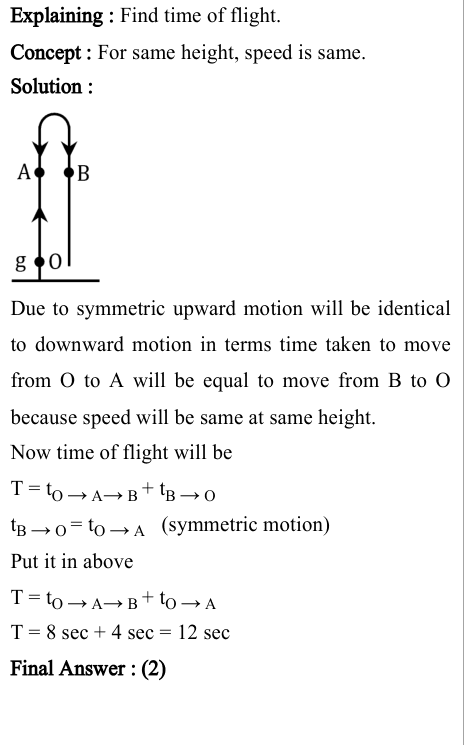 Explaining : Find time of flight.
Concept : For same height, speed is same.
Solution :
A B
g O
Due to symmetric upward motion will be identical
to downward motion in terms time taken to move
from O to A will be equal to move from B to O
because speed will be same at same height.
Now time of flight will be
T = tO → A → B + tB → O
tB → O = tO → A (symmetric motion)
Put it in above
T = tO → A → B + tO → A
T = 8 sec + 4 sec = 12 sec
Final Answer : (2)